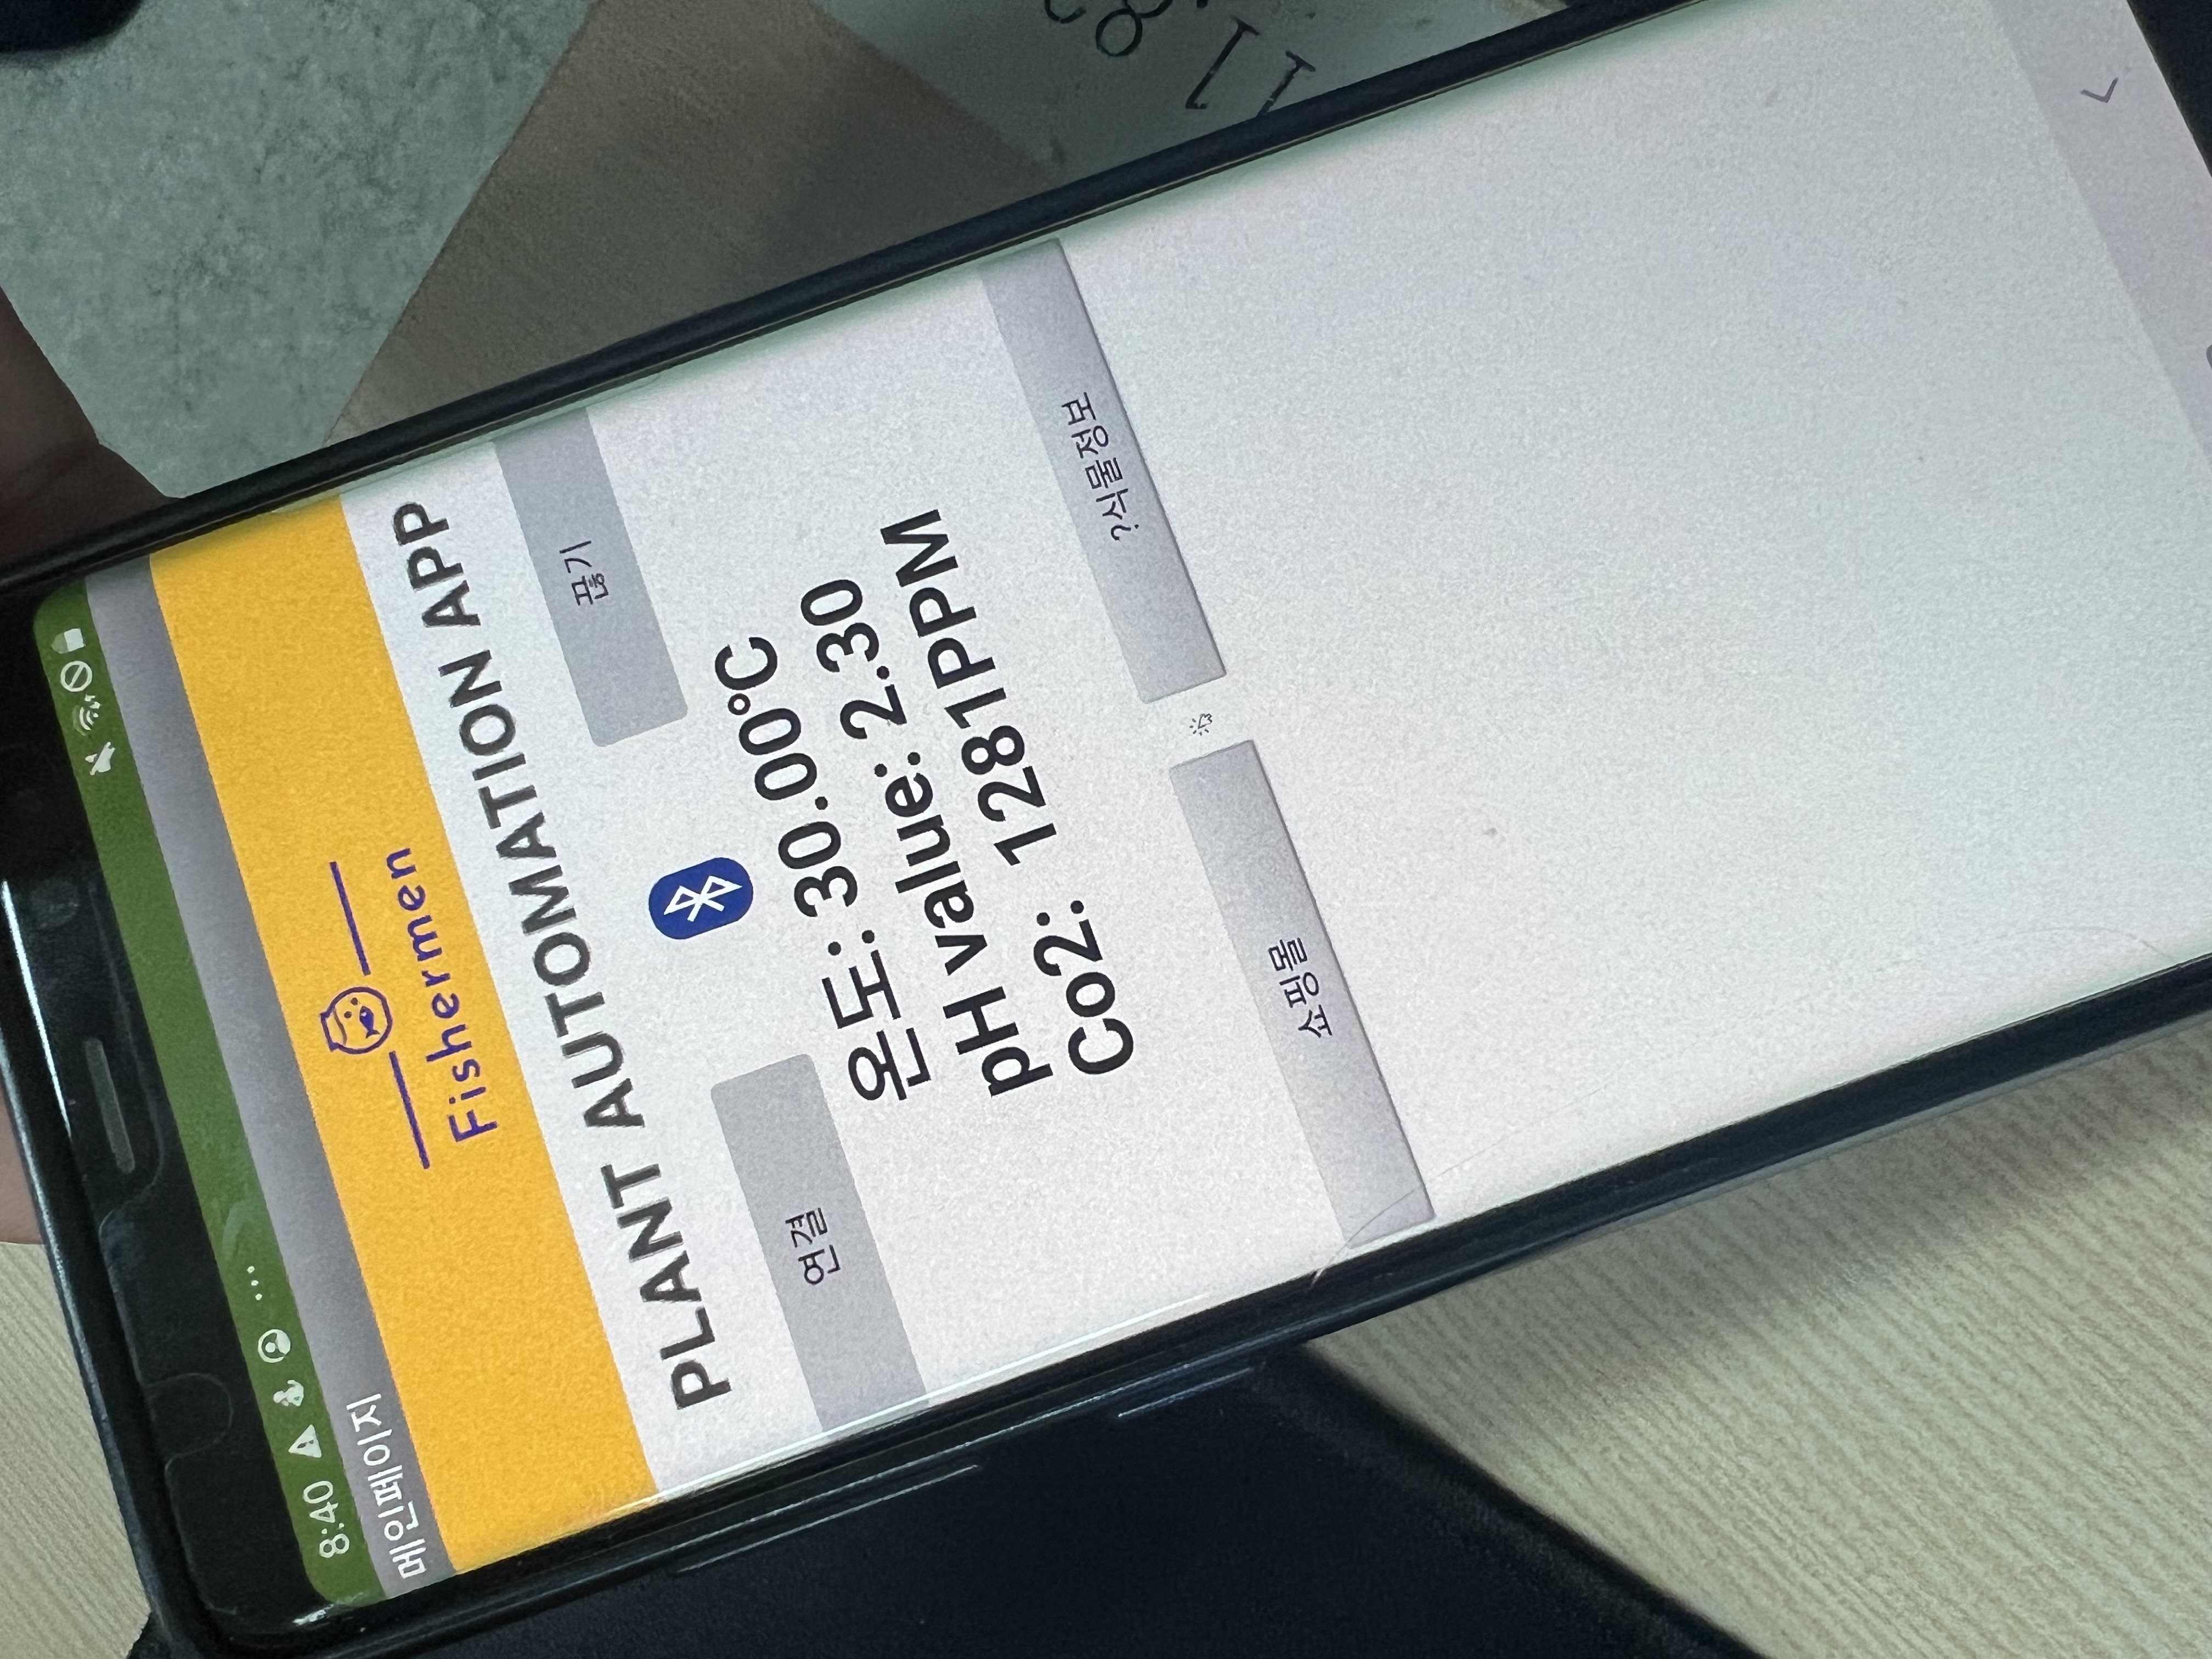 8:40
메인페이지
Fishermen
PLANT AUTOMATION APP
연결
끊기
온도: 30.00°C
pH value: 2.30
Co2: 1281PPM
쇼핑몰
?식물정보